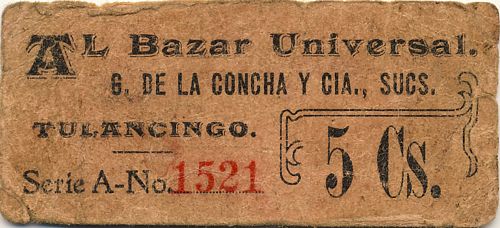 AL Bazar Universal.
G. DE LA CONCHA Y CIA., SUCS.
TULANCINGO.
5 Cs.
Serie A-No. 1521